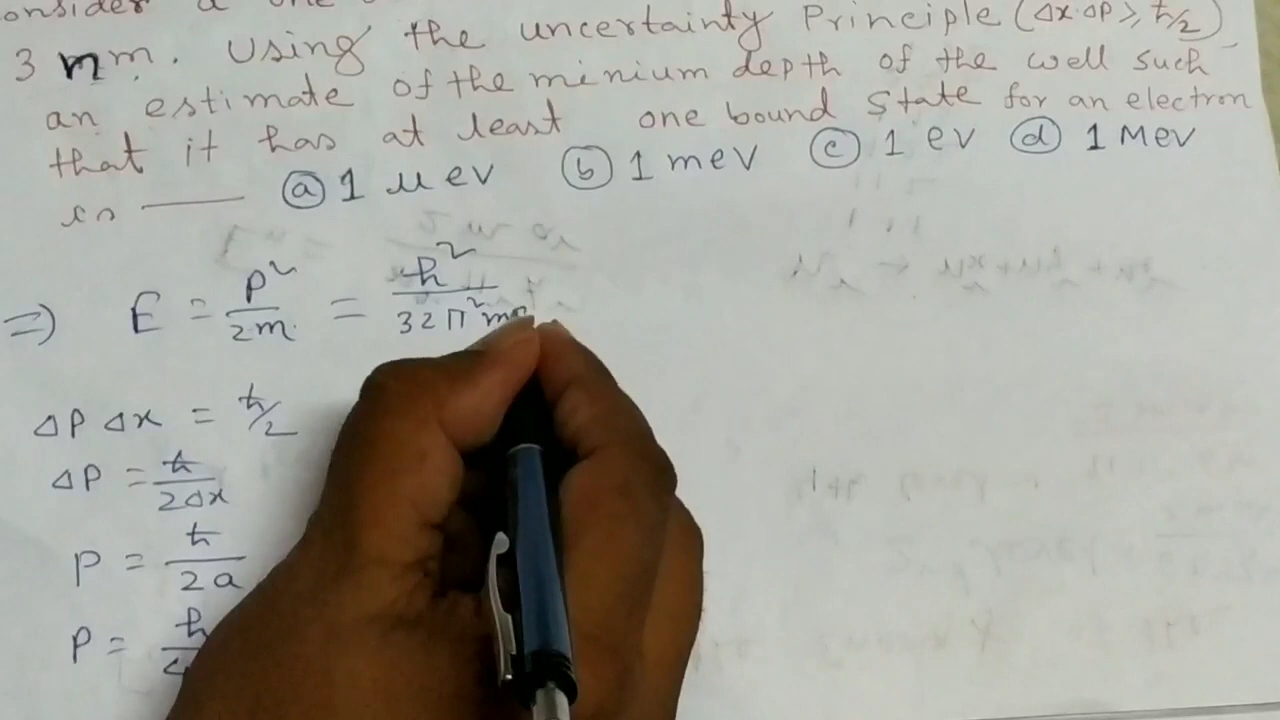 onsider a one
3 nm. Using the uncertainty Principle (Δx.Δp ≥ ħ/2)
an estimate of the minium depth of the well such
that it has at least one bound state for an electron
is ____ (a) 1 μev (b) 1 meV (c) 1 ev (d) 1 Mev
=) E = P²/2m = h²/32π²m
ΔP Δx = ħ/2
ΔP = ħ/2Δx
P = ħ/2a
P = h